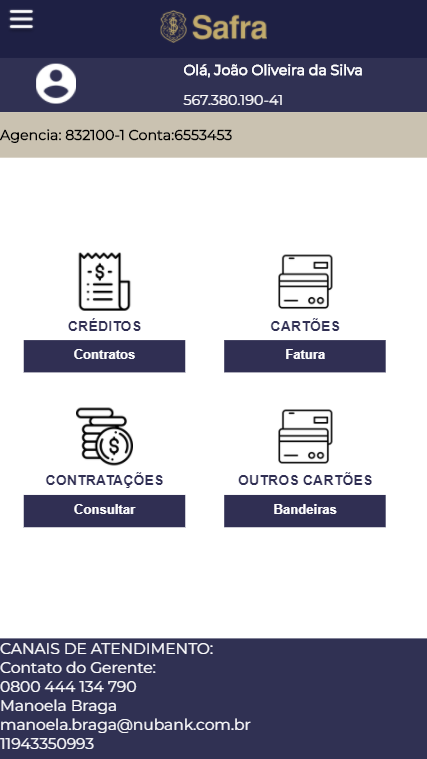 Safra
Olá, João Oliveira da Silva
567.380.190-41
Agencia: 832100-1 Conta:6553453
CRÉDITOS
Contratos
CARTÕES
Fatura
CONTRATAÇÕES
Consultar
OUTROS CARTÕES
Bandeiras
CANAIS DE ATENDIMENTO:
Contato do Gerente:
0800 444 134 790
Manoela Braga
manoela.braga@nubank.com.br
11943350993